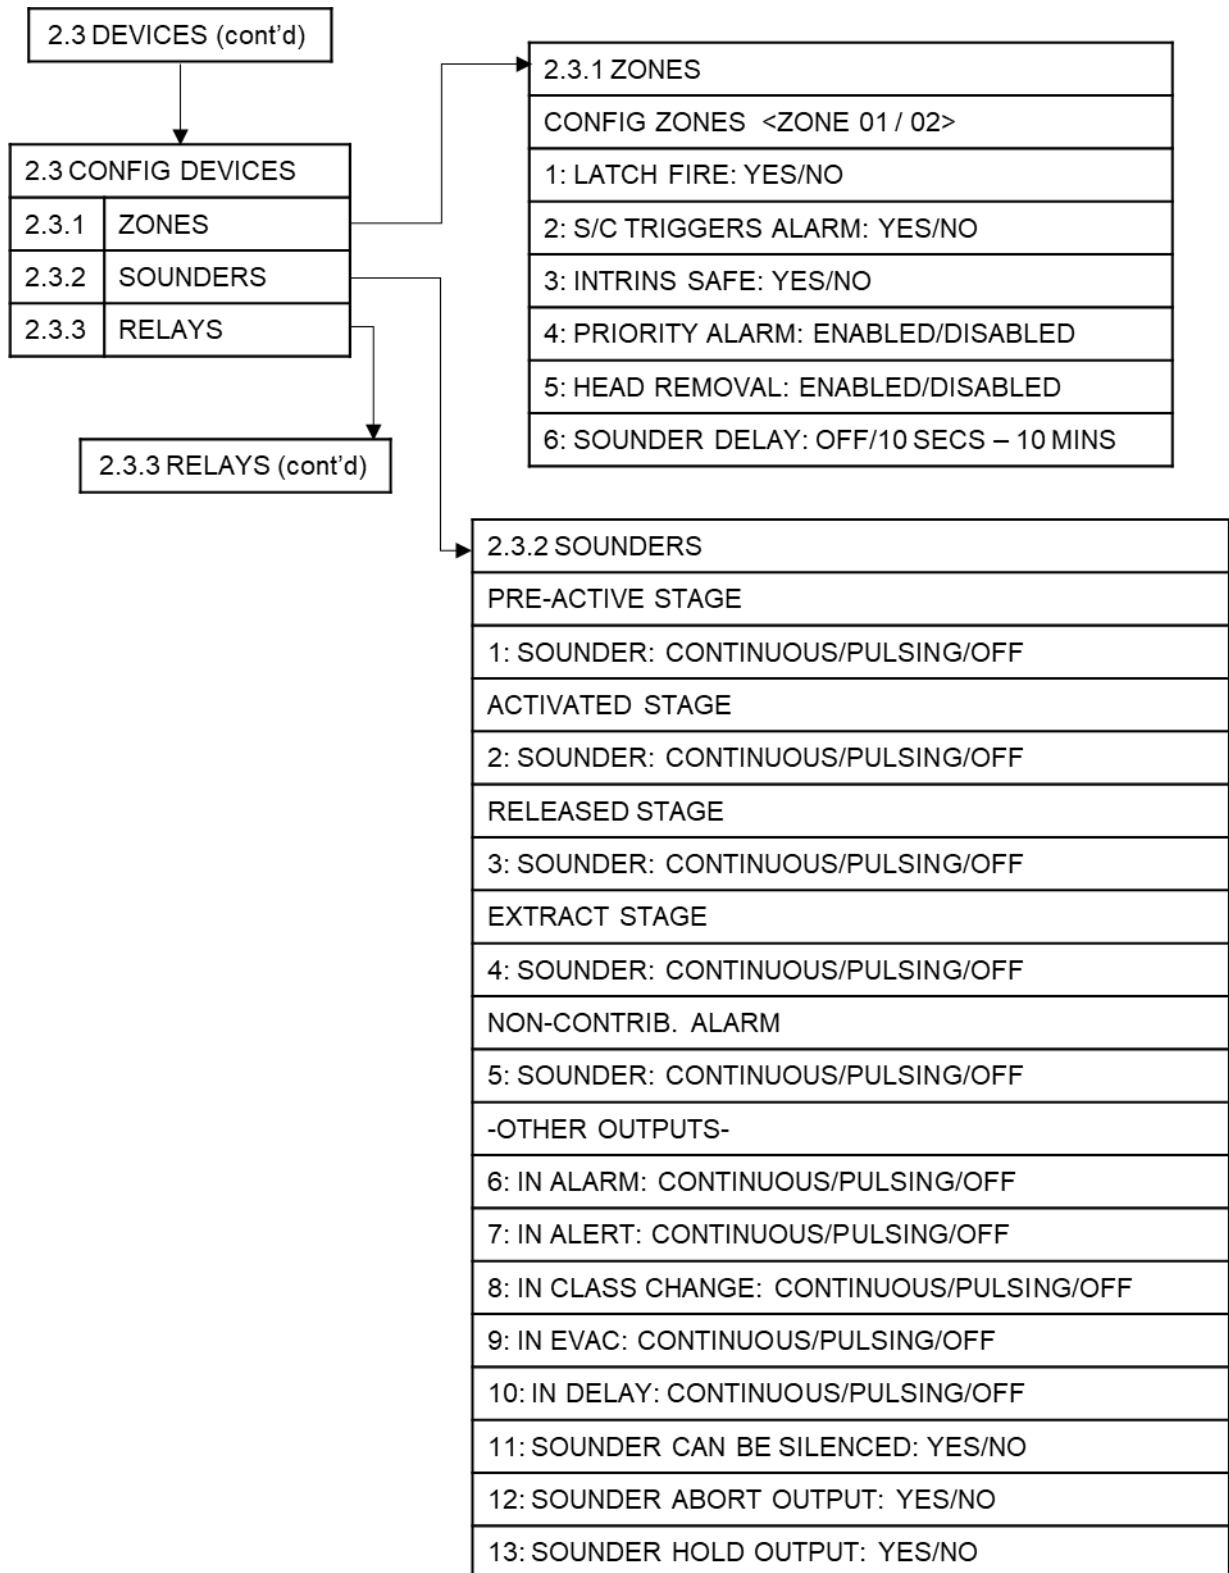 2.3 DEVICES (cont'd)
2.3 CONFIG DEVICES
2.3.1 ZONES
2.3.2 SOUNDERS
2.3.3 RELAYS
2.3.3 RELAYS (cont'd)
2.3.1 ZONES
CONFIG ZONES <ZONE 01 / 02>
1: LATCH FIRE: YES/NO
2: S/C TRIGGERS ALARM: YES/NO
3: INTRINS SAFE: YES/NO
4: PRIORITY ALARM: ENABLED/DISABLED
5: HEAD REMOVAL: ENABLED/DISABLED
6: SOUNDER DELAY: OFF/10 SECS – 10 MINS
2.3.2 SOUNDERS
PRE-ACTIVE STAGE
1: SOUNDER: CONTINUOUS/PULSING/OFF
ACTIVATED STAGE
2: SOUNDER: CONTINUOUS/PULSING/OFF
RELEASED STAGE
3: SOUNDER: CONTINUOUS/PULSING/OFF
EXTRACT STAGE
4: SOUNDER: CONTINUOUS/PULSING/OFF
NON-CONTRIB. ALARM
5: SOUNDER: CONTINUOUS/PULSING/OFF
-OTHER OUTPUTS-
6: IN ALARM: CONTINUOUS/PULSING/OFF
7: IN ALERT: CONTINUOUS/PULSING/OFF
8: IN CLASS CHANGE: CONTINUOUS/PULSING/OFF
9: IN EVAC: CONTINUOUS/PULSING/OFF
10: IN DELAY: CONTINUOUS/PULSING/OFF
11: SOUNDER CAN BE SILENCED: YES/NO
12: SOUNDER ABORT OUTPUT: YES/NO
13: SOUNDER HOLD OUTPUT: YES/NO